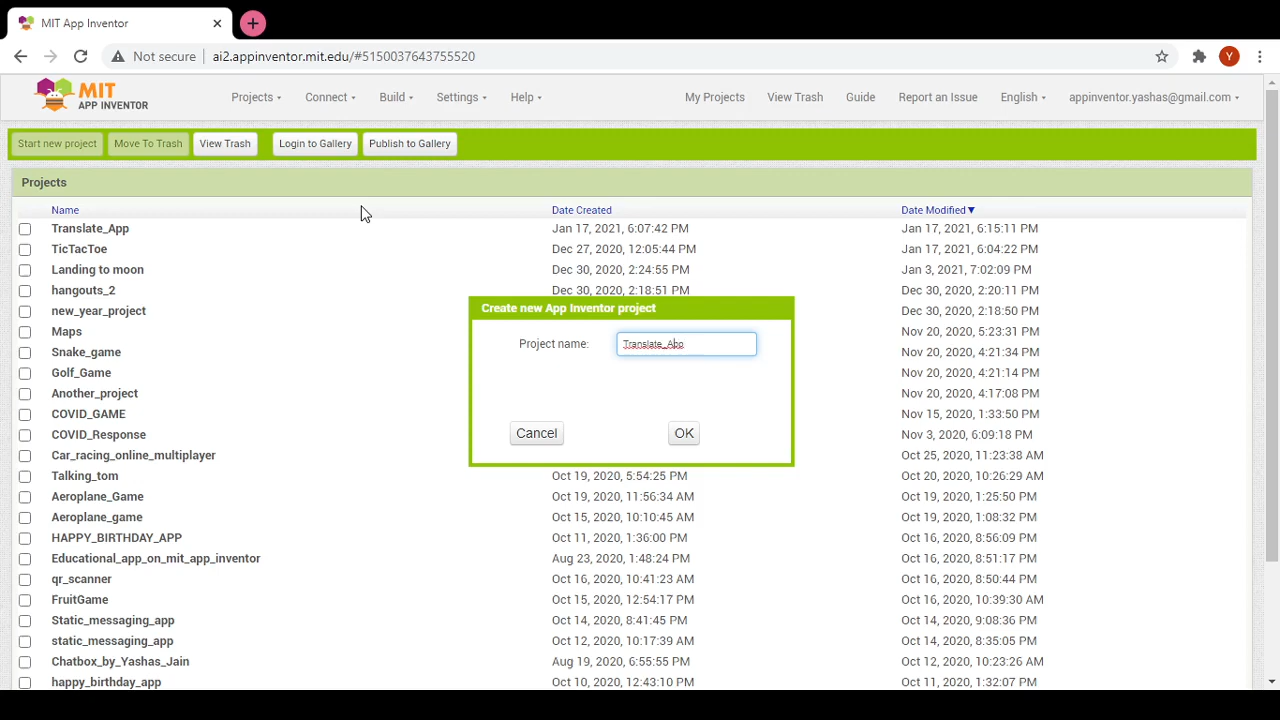 MIT App Inventor
Not secure ai2.appinventor.mit.edu/#5150037643755520 Y
MIT
APP INVENTOR
Projects Connect Build Settings Help My Projects View Trash Guide Report an Issue English appinventor.yashas@gmail.com
Start new project Move To Trash View Trash Login to Gallery Publish to Gallery
Projects
Name Date Created Date Modified
Translate_App Jan 17, 2021, 6:07:42 PM Jan 17, 2021, 6:15:11 PM
TicTacToe Dec 27, 2020, 12:05:44 PM Jan 17, 2021, 6:04:22 PM
Landing to moon Dec 30, 2020, 2:24:55 PM Jan 3, 2021, 7:02:09 PM
hangouts_2 Dec 30, 2020, 2:18:51 PM Dec 30, 2020, 2:20:11 PM
new_year_project Dec 30, 2020, 2:18:50 PM
Maps Nov 20, 2020, 5:23:31 PM
Snake_game Nov 20, 2020, 4:21:34 PM
Golf_Game Nov 20, 2020, 4:21:14 PM
Another_project Nov 20, 2020, 4:17:08 PM
COVID_GAME Nov 15, 2020, 1:33:50 PM
COVID_Response Nov 3, 2020, 6:09:18 PM
Car_racing_online_multiplayer Oct 25, 2020, 11:23:38 AM
Talking_tom Oct 19, 2020, 5:54:25 PM Oct 20, 2020, 10:26:29 AM
Aeroplane_Game Oct 19, 2020, 11:56:34 AM Oct 19, 2020, 1:25:50 PM
Aeroplane_game Oct 15, 2020, 10:10:45 AM Oct 19, 2020, 1:08:32 PM
HAPPY_BIRTHDAY_APP Oct 11, 2020, 1:36:00 PM Oct 16, 2020, 8:56:09 PM
Educational_app_on_mit_app_inventor Aug 23, 2020, 1:48:24 PM Oct 16, 2020, 8:51:17 PM
qr_scanner Oct 16, 2020, 10:41:23 AM Oct 16, 2020, 8:50:44 PM
FruitGame Oct 15, 2020, 12:54:17 PM Oct 16, 2020, 10:39:30 AM
Static_messaging_app Oct 14, 2020, 8:41:45 PM Oct 14, 2020, 9:08:36 PM
static_messaging_app Oct 12, 2020, 10:17:39 AM Oct 14, 2020, 8:35:05 PM
Chatbox_by_Yashas_Jain Aug 19, 2020, 6:55:55 PM Oct 12, 2020, 10:23:26 AM
happy_birthday_app Oct 10, 2020, 12:43:10 PM Oct 11, 2020, 1:32:07 PM
Create new App Inventor project
Project name: Translate_App
Cancel OK